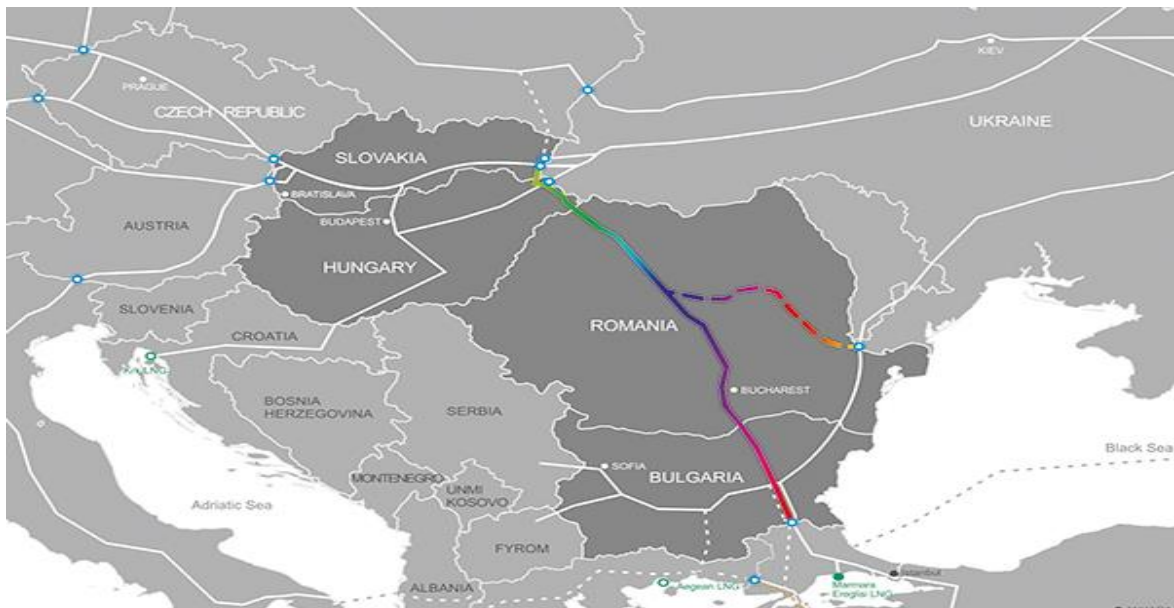 KIEV
PRAGUE
CZECH REPUBLIC
UKRAINE
SLOVAKIA
BRATISLAVA
AUSTRIA
BUDAPEST
HUNGARY
SLOVENIA
ROMANIA
CROATIA
BUCHAREST
BOSNIA
HERZEGOVINA
SERBIA
Black Sea
SOFIA
BULGARIA
MONTENEGRO
UNMI
KOSOVO
Adriatic Sea
FYROM
Istanbul
Aegean LNG
Marmara
Ereglisi LNG
ALBANIA